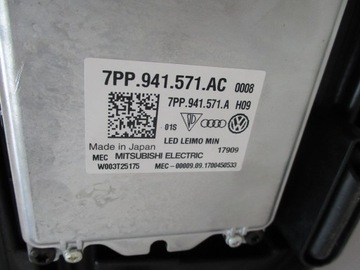 7PP.941.571.AC 0008
7PP.941.571.A H09
01S
LED LEIMO MIN
Made in Japan 17909
MEC MITSUBISHI ELECTRIC
W003T25175 MEC-00009.09.1700450533